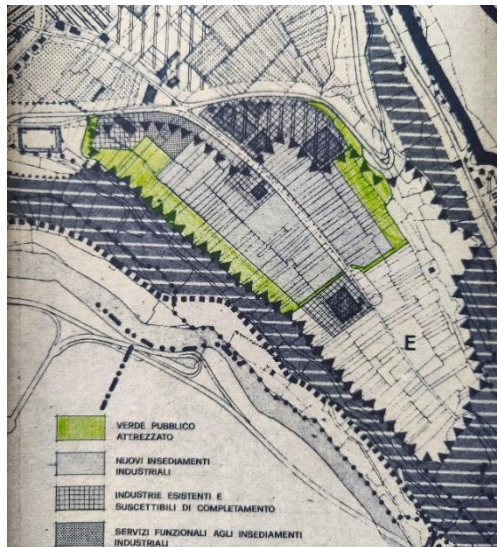 E
VERDE PUBBLICO
ATTREZZATO
NUOVI INSEDIAMENTI
INDUSTRIALI
INDUSTRIE ESISTENTI E
SUSCETTIBILI DI COMPLETAMENTO
SERVIZI FUNZIONALI AGLI INSEDIAMENTI
INDUSTRIALI